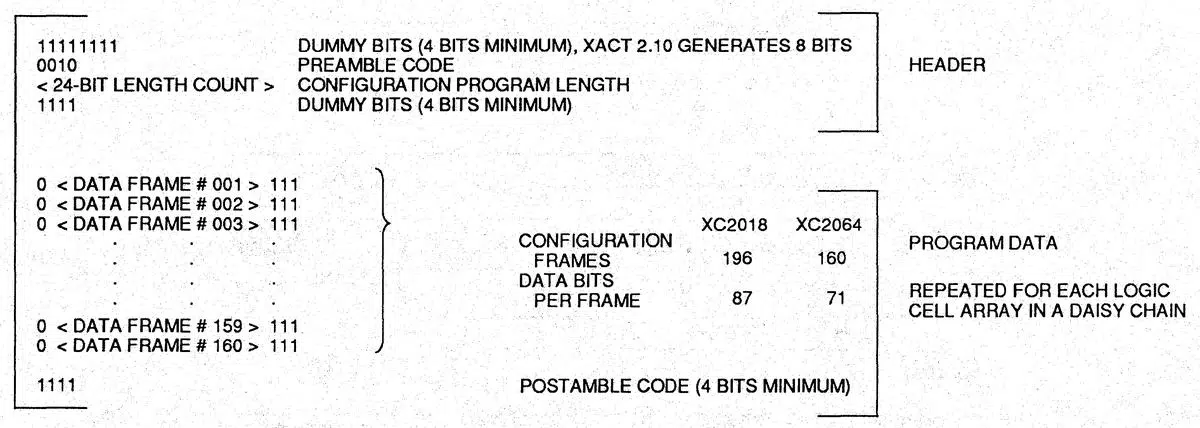 11111111 DUMMY BITS (4 BITS MINIMUM), XACT 2.10 GENERATES 8 BITS
0010 PREAMBLE CODE
< 24-BIT LENGTH COUNT > CONFIGURATION PROGRAM LENGTH
1111 DUMMY BITS (4 BITS MINIMUM)
HEADER
0 < DATA FRAME # 001 > 111
0 < DATA FRAME # 002 > 111
0 < DATA FRAME # 003 > 111
. . .
. . .
. . .
. . .
0 < DATA FRAME # 159 > 111
0 < DATA FRAME # 160 > 111
XC2018 XC2064
CONFIGURATION
FRAMES 196 160
DATA BITS
PER FRAME 87 71
PROGRAM DATA
REPEATED FOR EACH LOGIC
CELL ARRAY IN A DAISY CHAIN
1111 POSTAMBLE CODE (4 BITS MINIMUM)